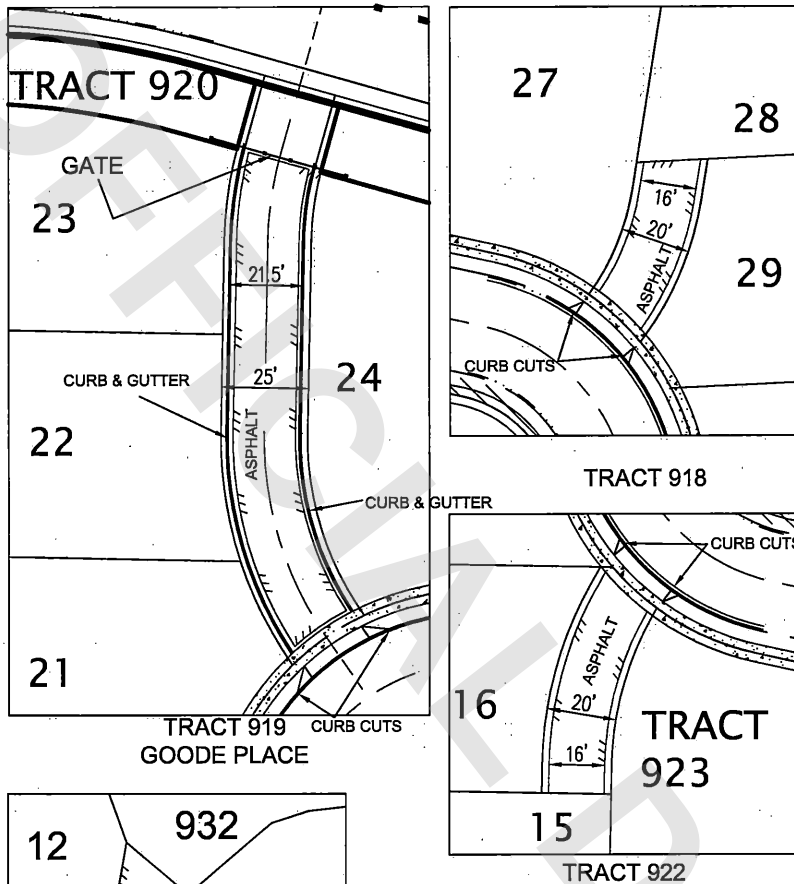 TRACT 920
GATE
23
21.5'
CURB & GUTTER
25'
24
22
ASPHALT
CURB & GUTTER
21
TRACT 919
GOODE PLACE
CURB CUTS
27
28
16'
20'
ASPHALT
29
CURB CUTS
TRACT 918
CURB CUTS
ASPHALT
16
20'
TRACT
923
16'
15
TRACT 922
12
932
OFFICIAL D